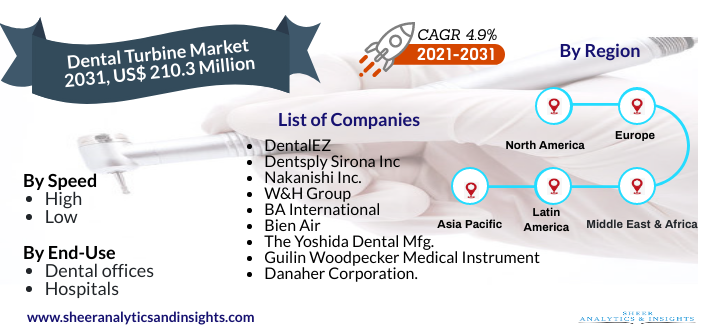 Dental Turbine Market
2031, US$ 210.3 Million
CAGR 4.9%
2021-2031
By Region
North America
Europe
Asia Pacific
Latin
America
Middle East & Africa
List of Companies
• DentalEZ
• Dentsply Sirona Inc
• Nakanishi Inc.
• W&H Group
• BA International
• Bien Air
• The Yoshida Dental Mfg.
• Guilin Woodpecker Medical Instrument
• Danaher Corporation.
By Speed
• High
• Low
By End-Use
• Dental offices
• Hospitals
www.sheeranalyticsandinsights.com
SHEER
ANALYTICS & INSIGHTS